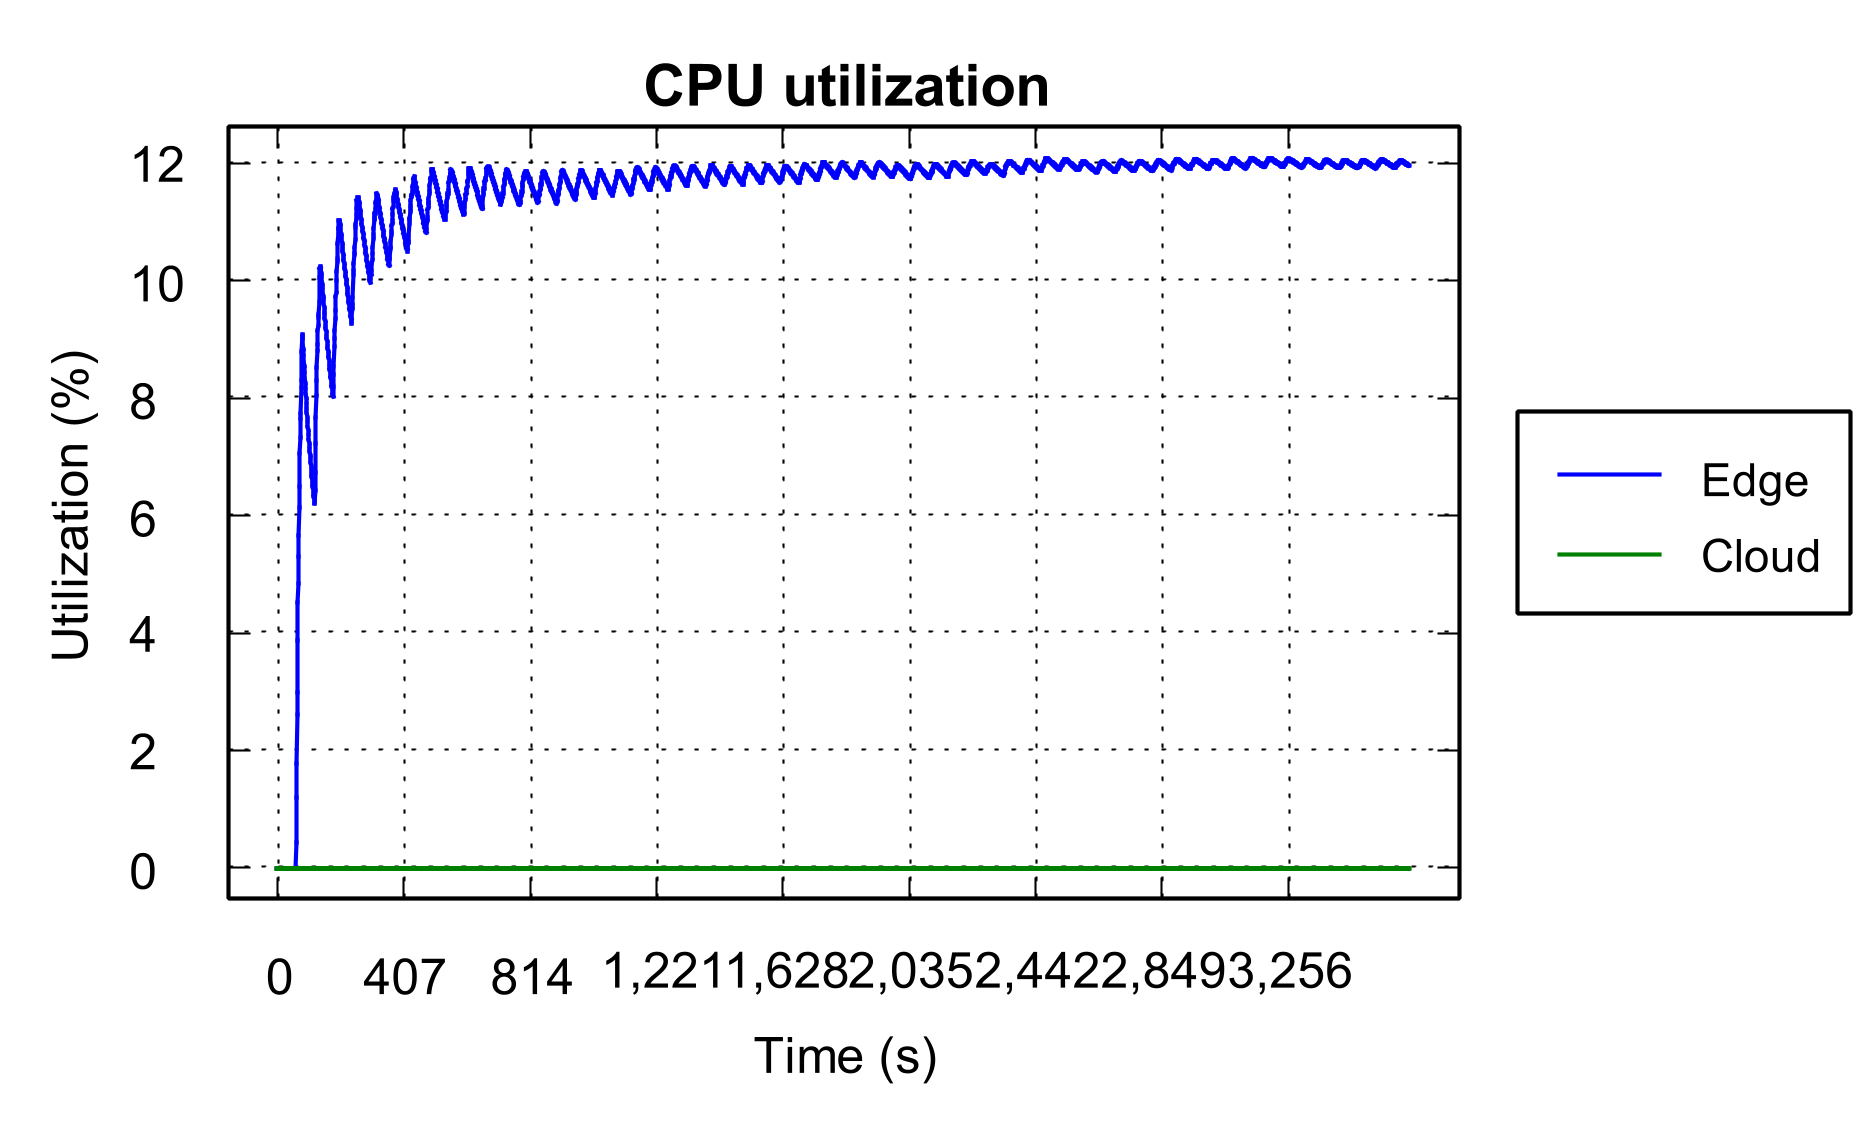 CPU utilization
12
10
8
6
4
2
0
Utilization (%)
0 407 814 1,2211,6282,0352,4422,8493,256
Time (s)
Edge
Cloud